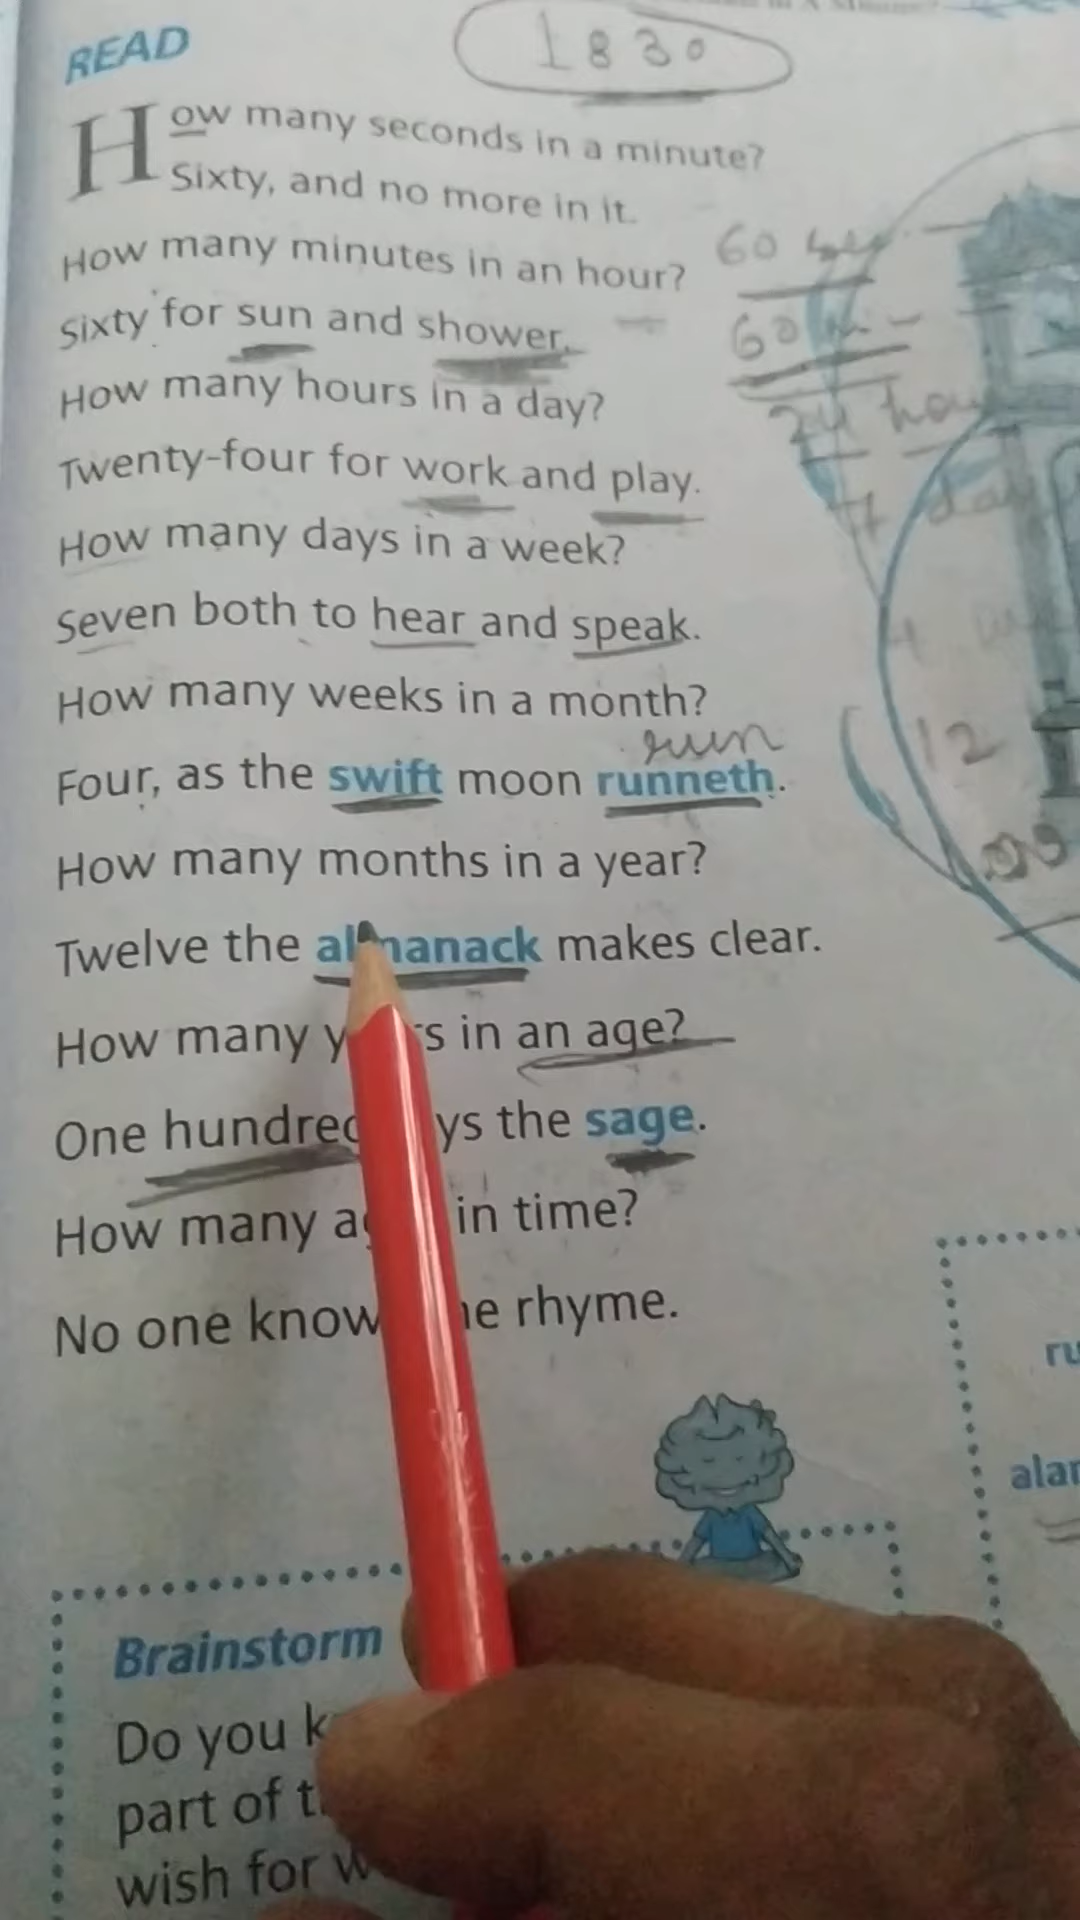 READ
1830
How many seconds in a minute?
Sixty, and no more in it.
How many minutes in an hour?
60
Sixty for sun and shower.
60
How many hours in a day?
24
Twenty-four for work and play.
7
How many days in a week?
Seven both to hear and speak.
4
How many weeks in a month?
run
12
Four, as the swift moon runneth.
How many months in a year?
Twelve the almanack makes clear.
How many in an age?
One the sage.
How many in time?
No one rhyme.
Brainstorm
Do you
part of
wish for